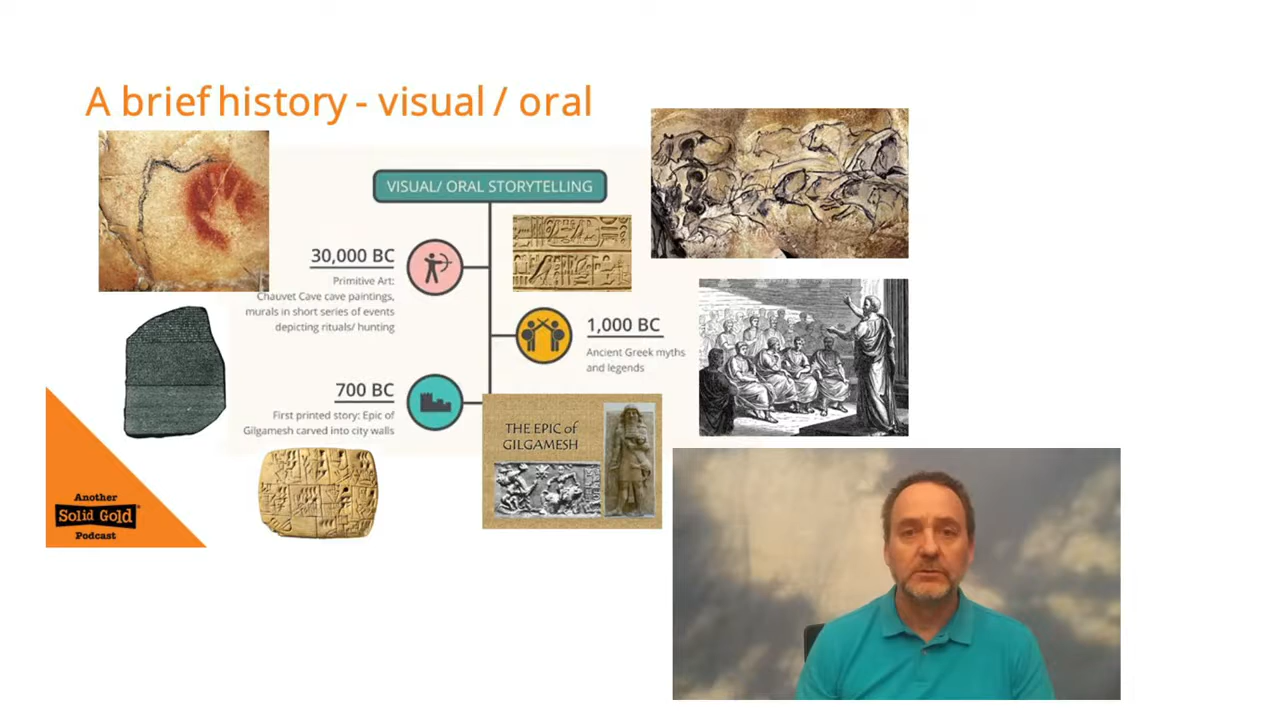 A brief history - visual / oral
VISUAL/ ORAL STORYTELLING
30,000 BC
Primitive Art:
Chauvet Cave cave paintings,
murals in short series of events
depicting rituals/ hunting
1,000 BC
Ancient Greek myths
and legends
700 BC
First printed story: Epic of
Gilgamesh carved into city walls
THE EPIC of
GILGAMESH
Another
Solid Gold
Podcast